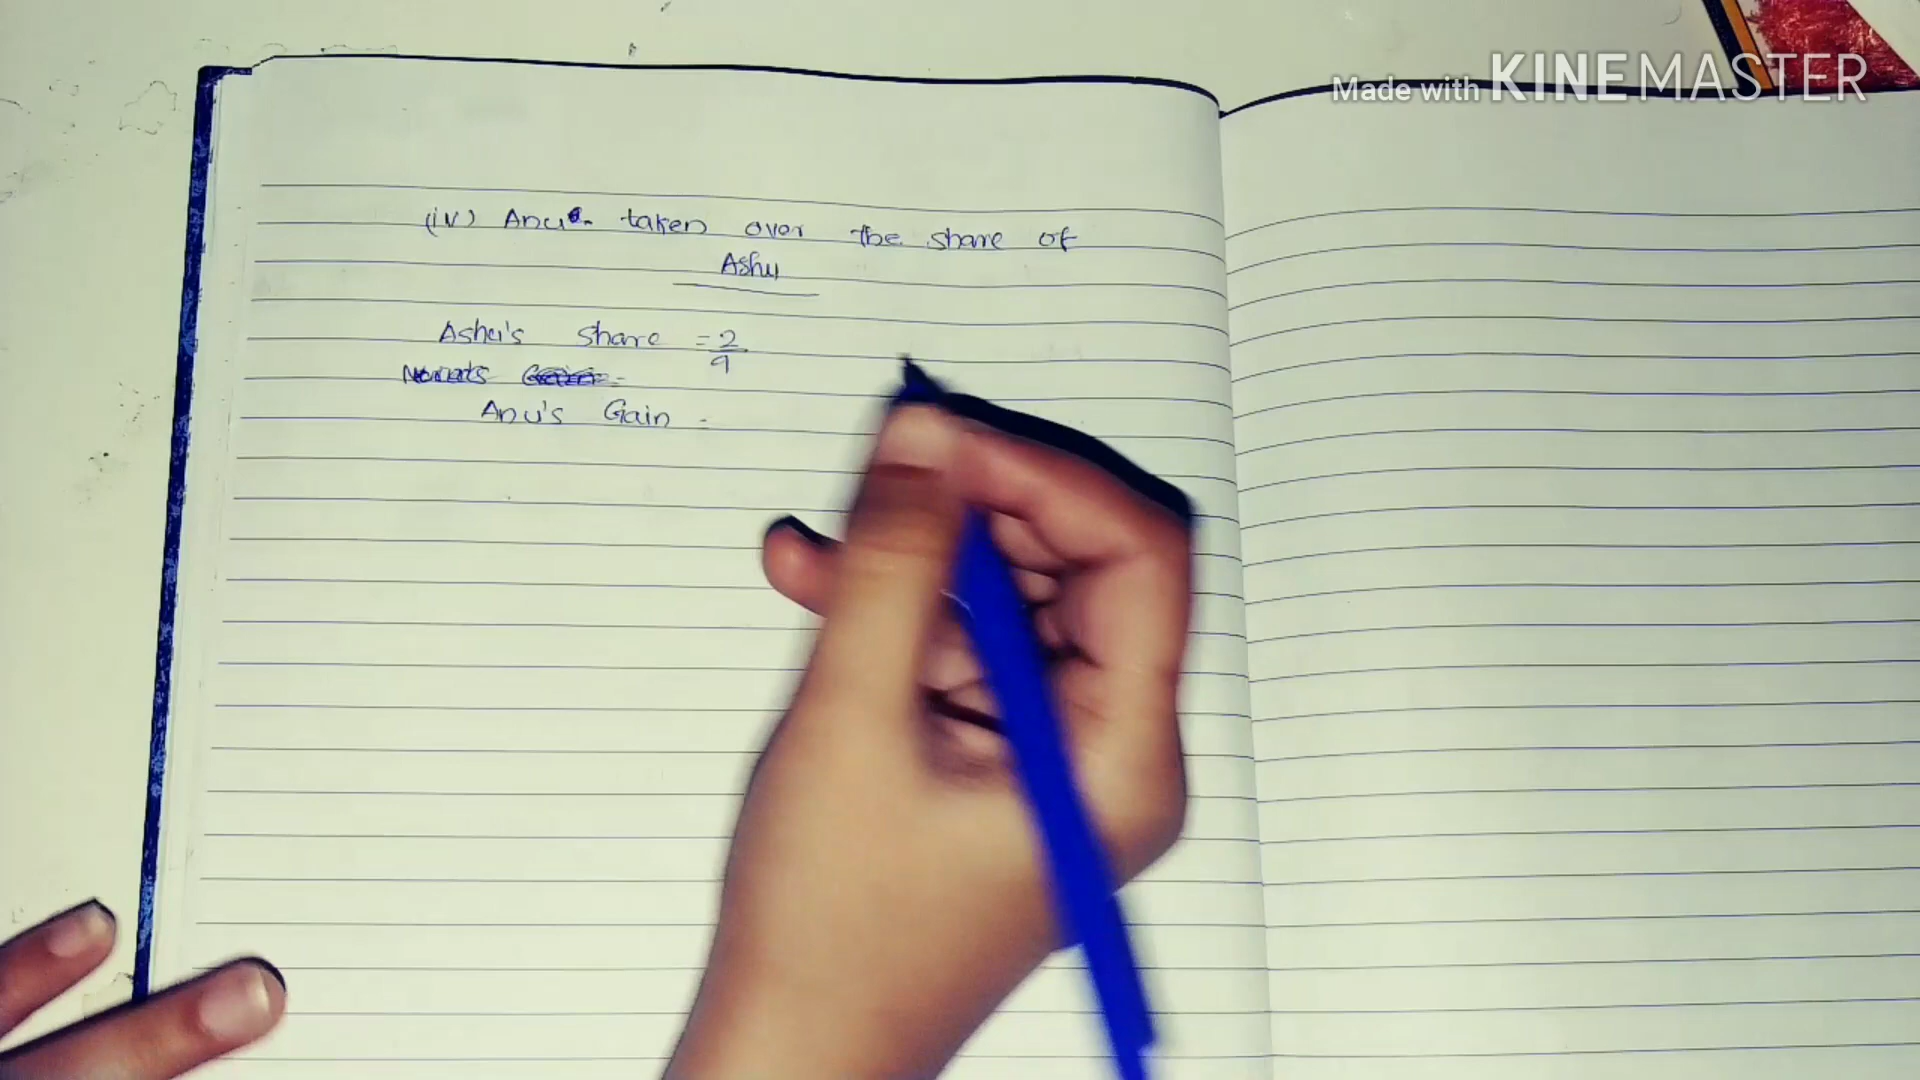 Made with KINEMASTER
(iv) Anu taken over the share of
Ashu
Ashu's share = 2/9
Anu's Gain =